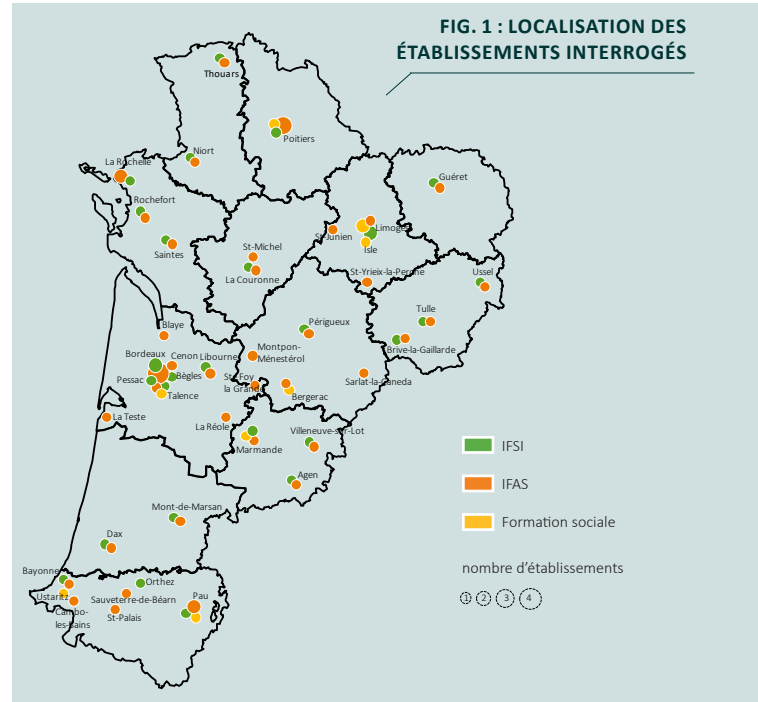 FIG. 1 : LOCALISATION DES
ÉTABLISSEMENTS INTERROGÉS
Thouars
Poitiers
Niort
La Rochelle
Rochefort
Saintes
Guéret
Limoges
St-Junien
Isle
St-Michel
La Couronne
St-Yrieix-la-Perche
Ussel
Tulle
Brive-la-Gaillarde
Périgueux
Blaye
Montpon-
Ménestérol
Bordeaux
Cenon
Libourne
Bègles
Pessac
Talence
Ste-Foy
la Grande
Bergerac
Sarlat-la-Caneda
La Teste
La Réole
Marmande
Villeneuve-sur-Lot
Agen
Mont-de-Marsan
Dax
Bayonne
Orthez
Ustaritz
Sauveterre-de-Béarn
Pau
Cambo-
les-Bains
St-Palais
IFSI
IFAS
Formation sociale
nombre d'établissements
1 2 3 4